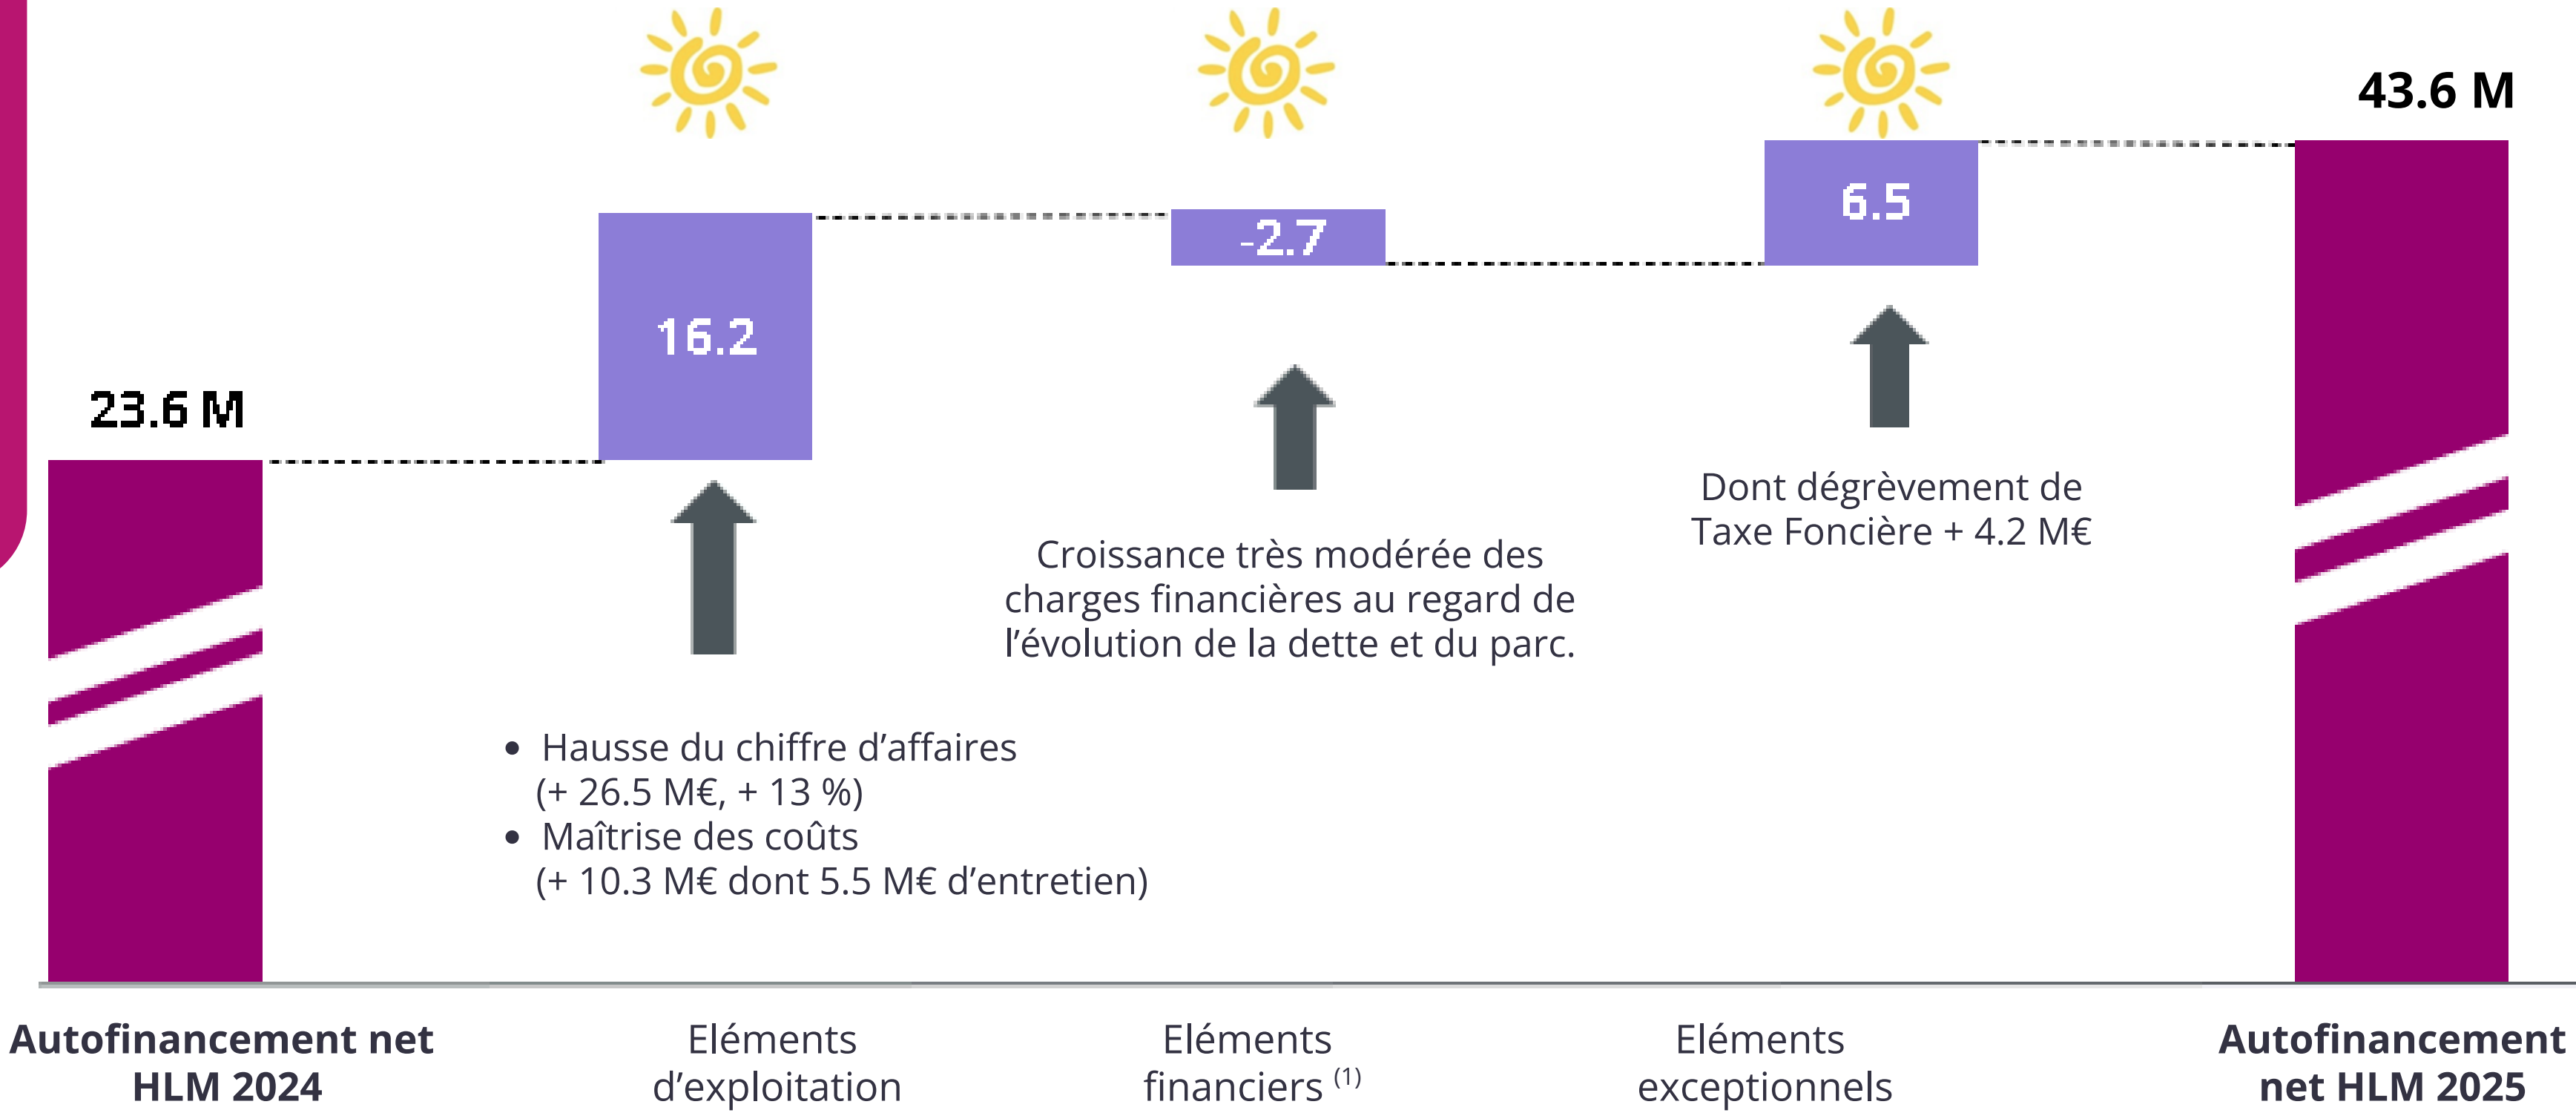 43.6 M
6.5
-2.7
16.2
23.6 M
Dont dégrèvement de
Taxe Foncière + 4.2 M€
Croissance très modérée des
charges financières au regard de
l’évolution de la dette et du parc.
• Hausse du chiffre d’affaires
(+ 26.5 M€, + 13 %)
• Maîtrise des coûts
(+ 10.3 M€ dont 5.5 M€ d’entretien)
Autofinancement net
HLM 2024
Eléments
d’exploitation
Eléments
financiers (1)
Eléments
exceptionnels
Autofinancement
net HLM 2025